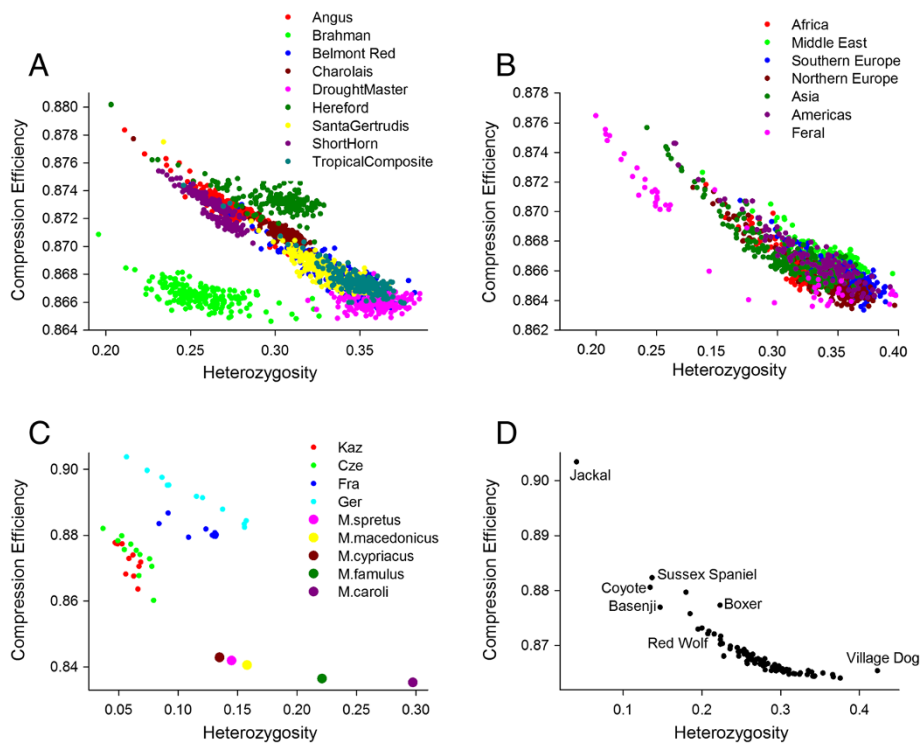 A
Angus
Brahman
Belmont Red
Charolais
DroughtMaster
Hereford
SantaGertrudis
ShortHorn
TropicalComposite
Compression Efficiency
0.880
0.878
0.876
0.874
0.872
0.870
0.868
0.866
0.864
0.20 0.25 0.30 0.35
Heterozygosity
B
Africa
Middle East
Southern Europe
Northern Europe
Asia
Americas
Feral
Compression Efficiency
0.878
0.876
0.874
0.872
0.870
0.868
0.866
0.864
0.862
0.20 0.25 0.15 0.30 0.35 0.40
Heterozygosity
C
Kaz
Cze
Fra
Ger
M.spretus
M.macedonicus
M.cypriacus
M.famulus
M.caroli
Compression Efficiency
0.90
0.88
0.86
0.84
0.05 0.10 0.15 0.20 0.25 0.30
Heterozygosity
D
Compression Efficiency
0.90
0.89
0.88
0.87
Jackal
Sussex Spaniel
Coyote
Basenji
Boxer
Red Wolf
Village Dog
0.1 0.2 0.3 0.4
Heterozygosity